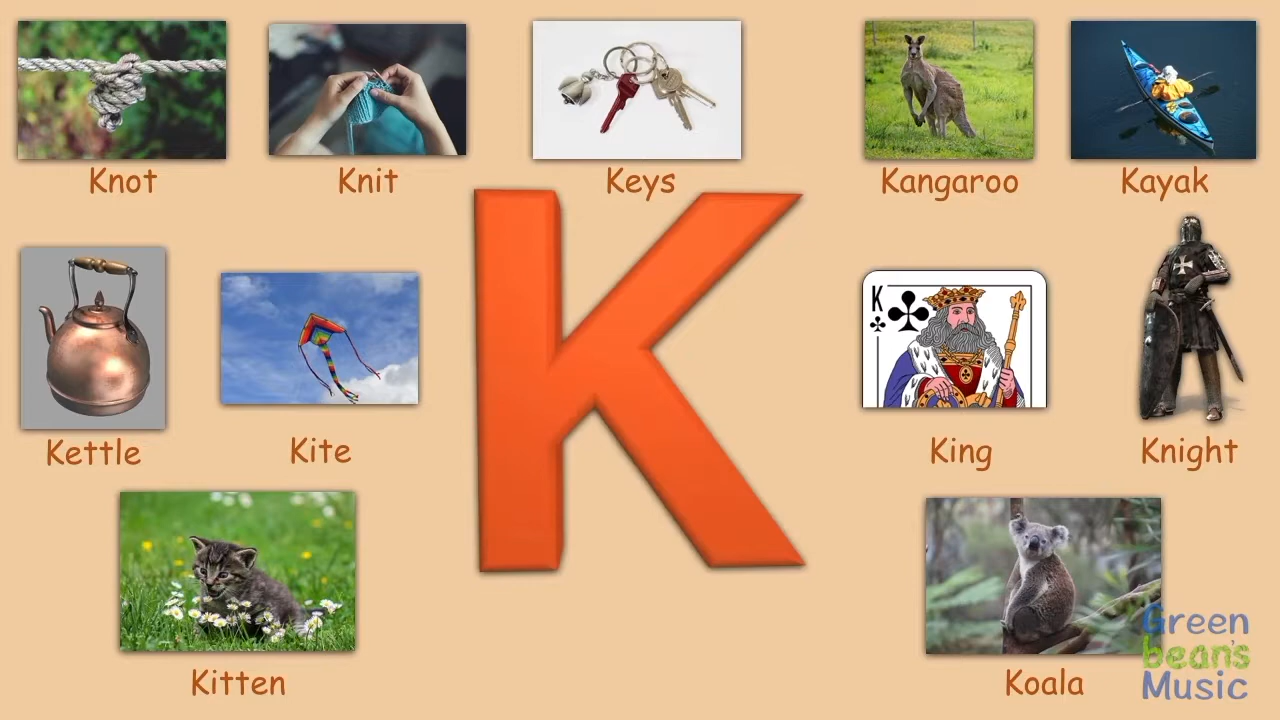 Knot
Knit
Keys
Kangaroo
Kayak
K
K
Kettle
Kite
King
Knight
Kitten
Koala
Green
bean's
Music